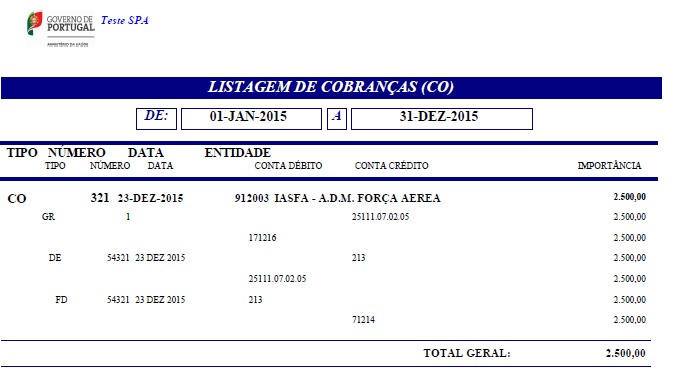 GOVERNO DE
PORTUGAL
MINISTÉRIO DA SAÚDE
Teste SPA
LISTAGEM DE COBRANÇAS (CO)
DE: 01-JAN-2015 A 31-DEZ-2015
TIPO NÚMERO DATA ENTIDADE
TIPO NÚMERO DATA CONTA DÉBITO CONTA CRÉDITO IMPORTÂNCIA
CO 321 23-DEZ-2015 912003 IASFA - A.D.M. FORÇA AEREA 2.500,00
GR 1 25111.07.02.05 2.500,00
171216 2.500,00
DE 54321 23 DEZ 2015 213 2.500,00
25111.07.02.05 2.500,00
FD 54321 23 DEZ 2015 213 2.500,00
71214 2.500,00
TOTAL GERAL: 2.500,00